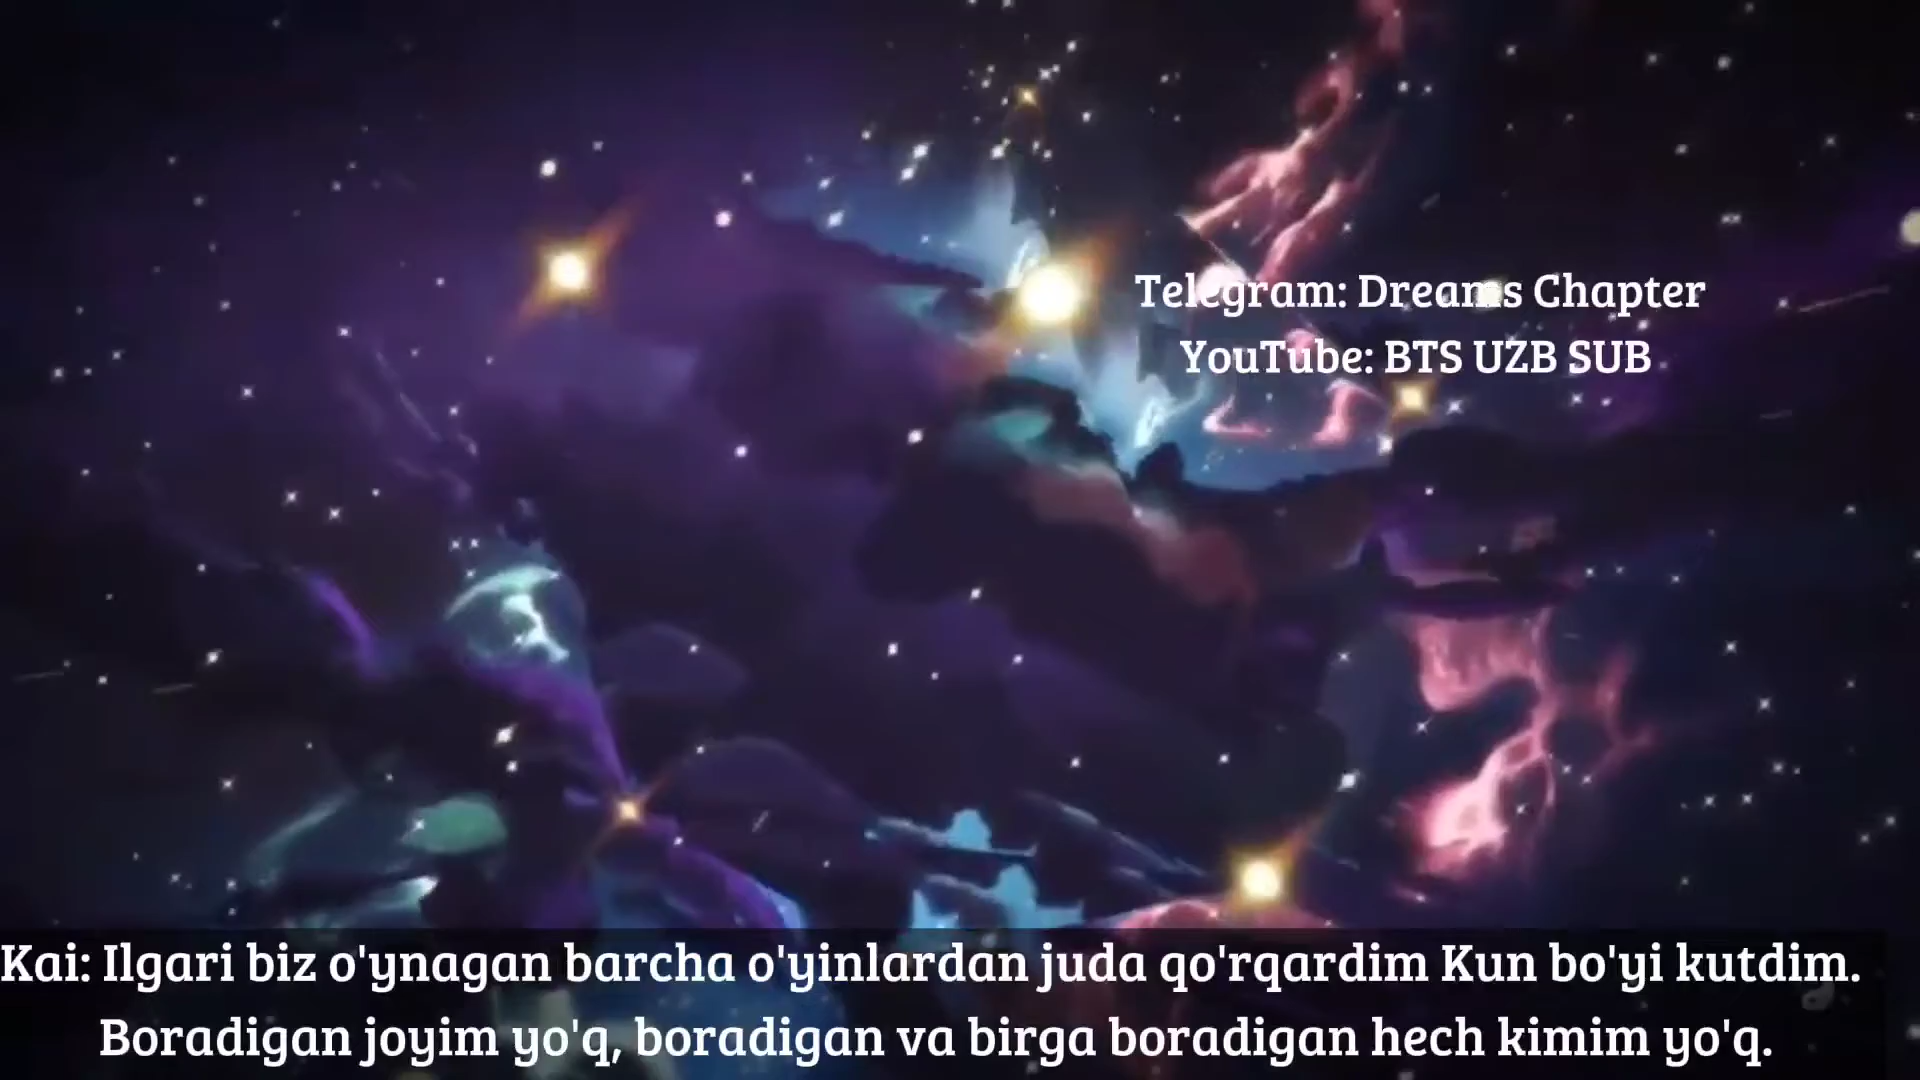 Telegram: Dreams Chapter
YouTube: BTS UZB SUB
Kai: Ilgari biz o'ynagan barcha o'yinlardan juda qo'rqardim Kun bo'yi kutdim.
Boradigan joyim yo'q, boradigan va birga boradigan hech kimim yo'q.